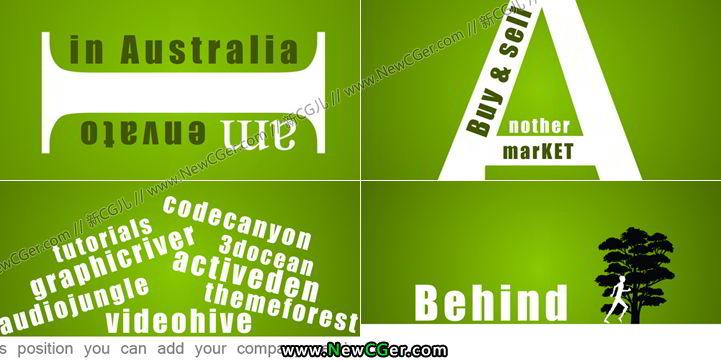 in Australia
am
envato
Buy & sell
A
nother
marKET
www.NewCGer.com // 新CG儿 // www.NewCGer.com // 新CG儿 // www.NewCGer.com // 新CG儿 //
codecanyon
tutorials
3docean
graphicriver
activeden
audiojungle
themeforest
videohive
Behind
s position you can add your compa
www.NewCGer.com